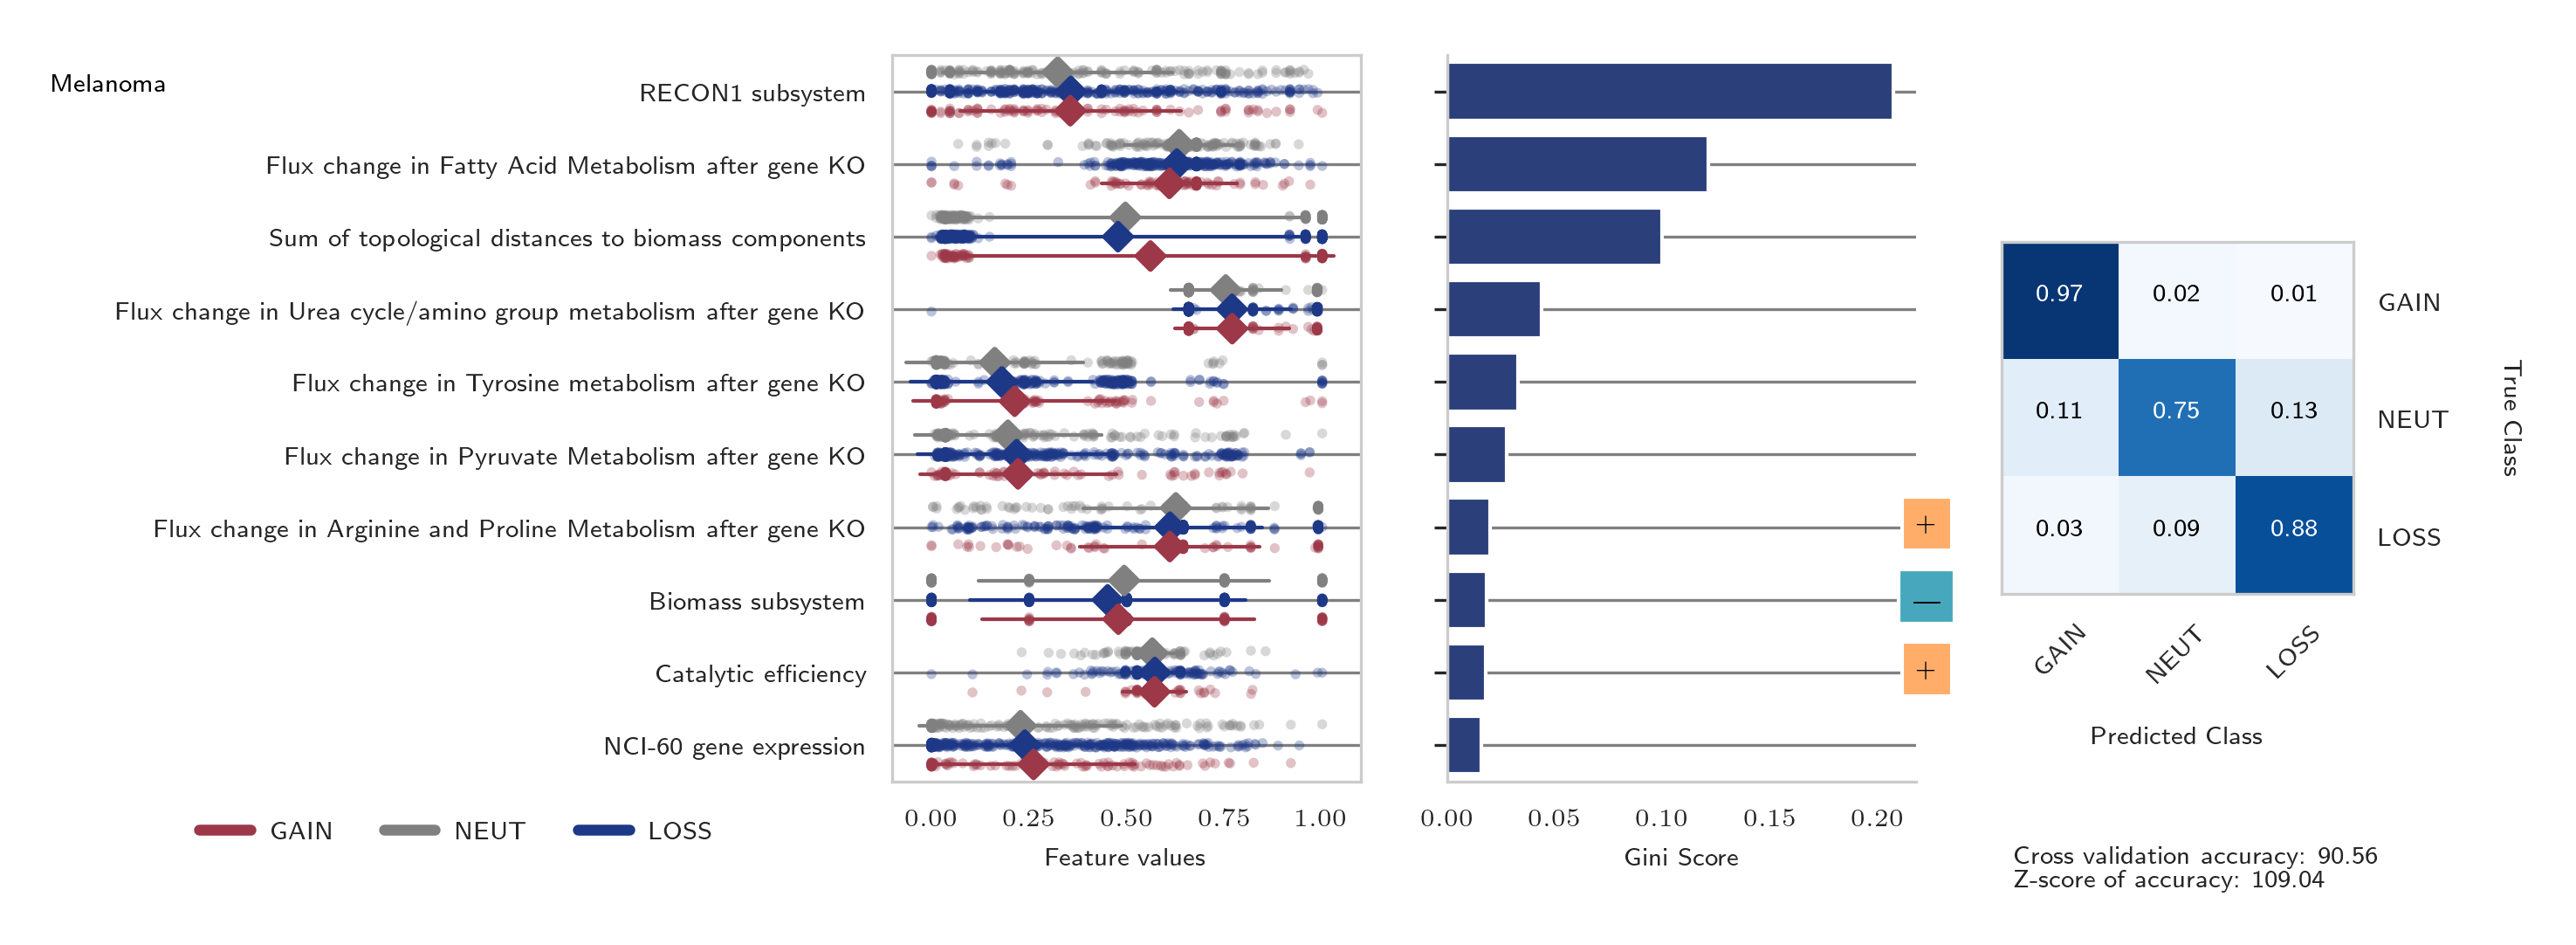 Melanoma
RECON1 subsystem
Flux change in Fatty Acid Metabolism after gene KO
Sum of topological distances to biomass components
Flux change in Urea cycle/amino group metabolism after gene KO
Flux change in Tyrosine metabolism after gene KO
Flux change in Pyruvate Metabolism after gene KO
Flux change in Arginine and Proline Metabolism after gene KO
Biomass subsystem
Catalytic efficiency
NCI-60 gene expression
GAIN NEUT LOSS
0.00 0.25 0.50 0.75 1.00
Feature values
+
—
+
0.00 0.05 0.10 0.15 0.20
Gini Score
0.97 0.02 0.01 GAIN
0.11 0.75 0.13 NEUT
0.03 0.09 0.88 LOSS
True Class
GAIN NEUT LOSS
Predicted Class
Cross validation accuracy: 90.56
Z-score of accuracy: 109.04